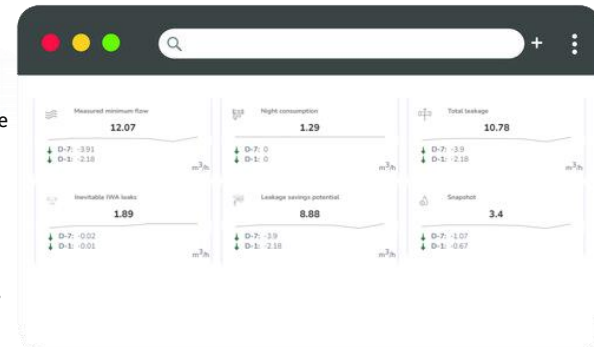 +
e
Measured minimum flow
12.07
D-7: -3.91
D-1: -2.18
m³/h
Night consumption
1.29
D-7: 0
D-1: 0
m³/h
Total leakage
10.78
D-7: -3.9
D-1: -2.18
m³/h
Inevitable IWA leaks
1.89
D-7: -0.02
D-1: -0.01
m³/h
Leakage savings potential
8.88
D-7: -3.9
D-1: -2.18
m³/h
Snapshot
3.4
D-7: -1.07
D-1: -0.67